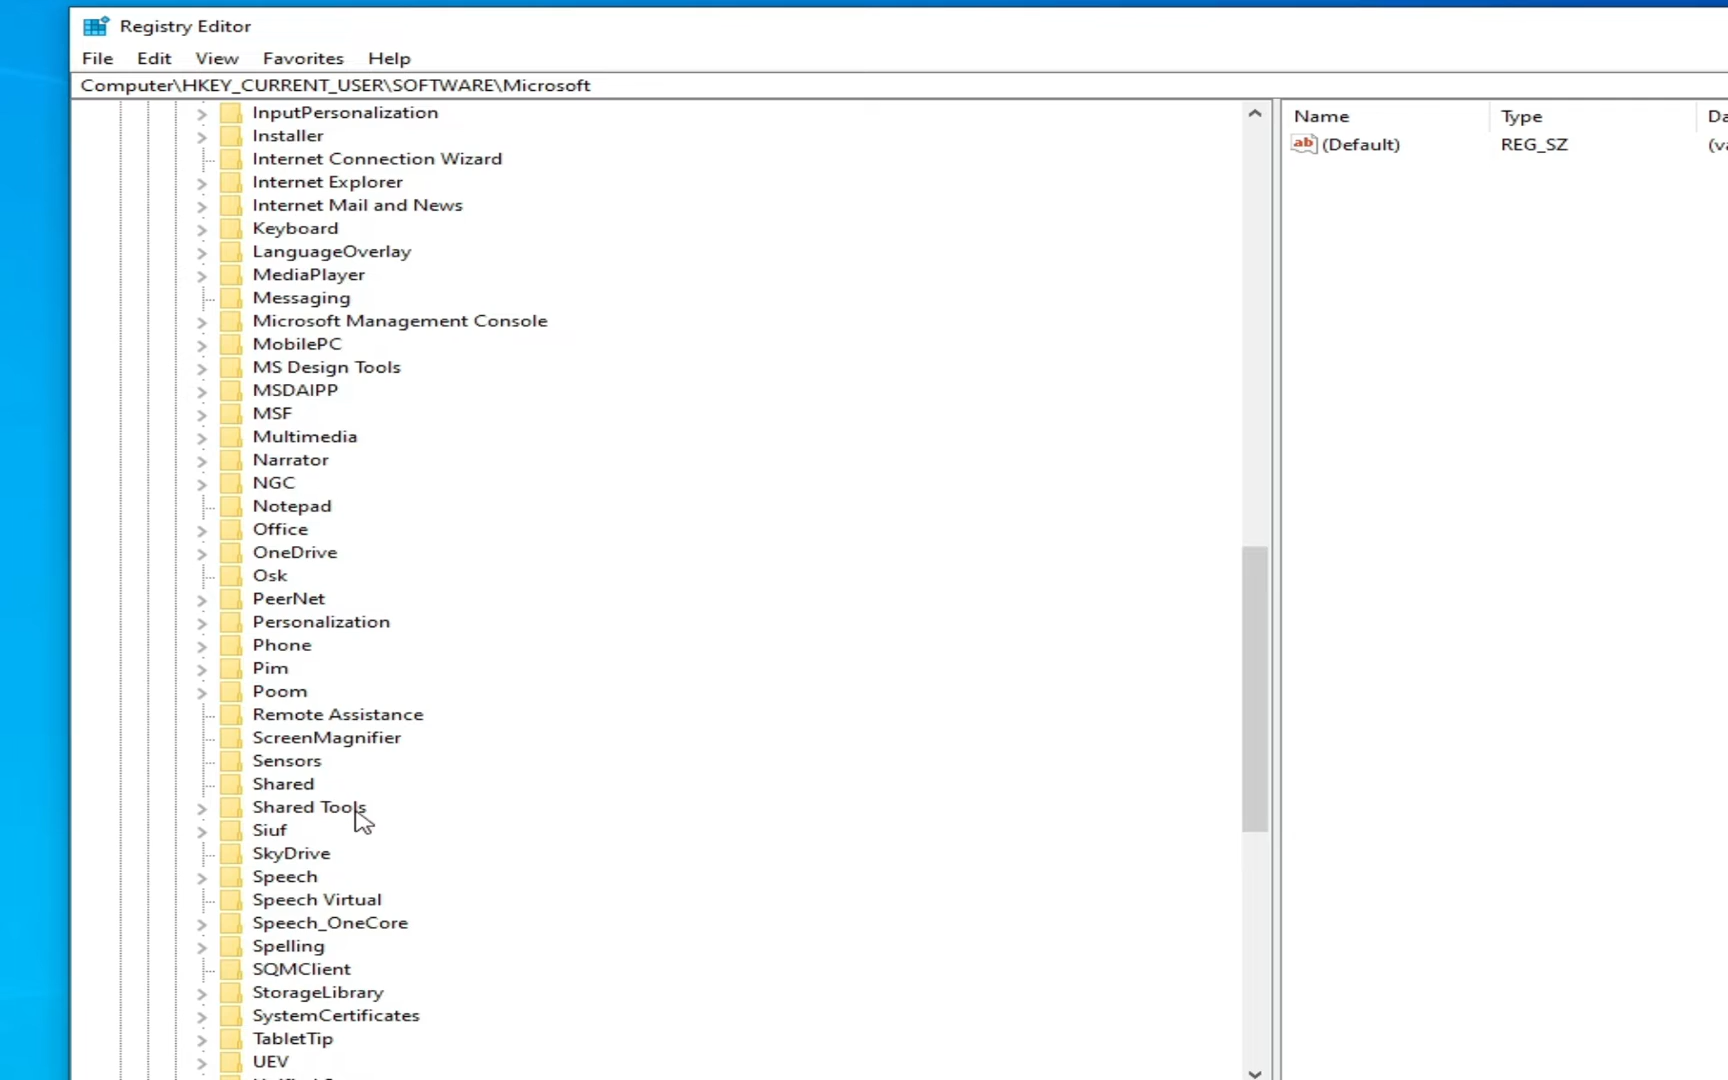 Registry Editor
File Edit View Favorites Help
Computer\HKEY_CURRENT_USER\SOFTWARE\Microsoft
InputPersonalization
Installer
Internet Connection Wizard
Internet Explorer
Internet Mail and News
Keyboard
LanguageOverlay
MediaPlayer
Messaging
Microsoft Management Console
MobilePC
MS Design Tools
MSDAIPP
MSF
Multimedia
Narrator
NGC
Notepad
Office
OneDrive
Osk
PeerNet
Personalization
Phone
Pim
Poom
Remote Assistance
ScreenMagnifier
Sensors
Shared
Shared Tools
Siuf
SkyDrive
Speech
Speech Virtual
Speech_OneCore
Spelling
SQMClient
StorageLibrary
SystemCertificates
TabletTip
UEV
Name Type
ab (Default) REG_SZ